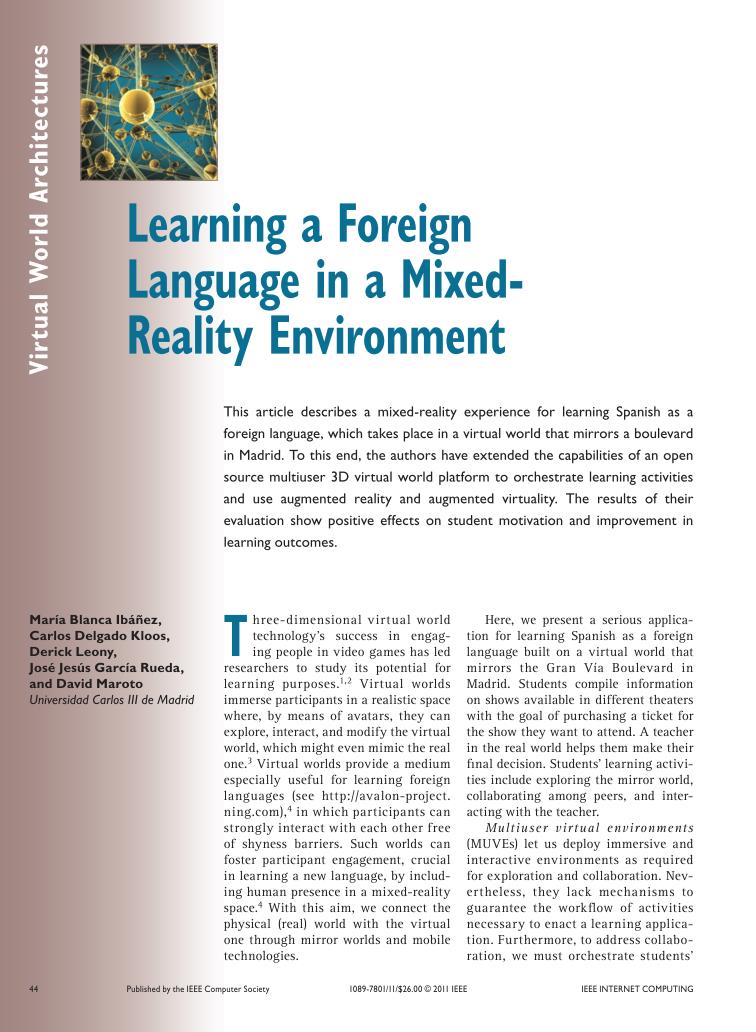 Virtual World Architectures
Learning a Foreign
Language in a Mixed-
Reality Environment
This article describes a mixed-reality experience for learning Spanish as a
foreign language, which takes place in a virtual world that mirrors a boulevard
in Madrid. To this end, the authors have extended the capabilities of an open
source multiuser 3D virtual world platform to orchestrate learning activities
and use augmented reality and augmented virtuality. The results of their
evaluation show positive effects on student motivation and improvement in
learning outcomes.
María Blanca Ibáñez,
Carlos Delgado Kloos,
Derick Leony,
José Jesús García Rueda,
and David Maroto
Universidad Carlos III de Madrid
Three-dimensional virtual world
technology's success in engag-
ing people in video games has led
researchers to study its potential for
learning purposes.1,2 Virtual worlds
immerse participants in a realistic space
where, by means of avatars, they can
explore, interact, and modify the virtual
world, which might even mimic the real
one.3 Virtual worlds provide a medium
especially useful for learning foreign
languages (see http://avalon-project.
ning.com),4 in which participants can
strongly interact with each other free
of shyness barriers. Such worlds can
foster participant engagement, crucial
in learning a new language, by includ-
ing human presence in a mixed-reality
space.4 With this aim, we connect the
physical (real) world with the virtual
one through mirror worlds and mobile
technologies.
Here, we present a serious applica-
tion for learning Spanish as a foreign
language built on a virtual world that
mirrors the Gran Vía Boulevard in
Madrid. Students compile information
on shows available in different theaters
with the goal of purchasing a ticket for
the show they want to attend. A teacher
in the real world helps them make their
final decision. Students' learning activi-
ties include exploring the mirror world,
collaborating among peers, and inter-
acting with the teacher.
Multiuser virtual environments
(MUVEs) let us deploy immersive and
interactive environments as required
for exploration and collaboration. Nev-
ertheless, they lack mechanisms to
guarantee the workflow of activities
necessary to enact a learning applica-
tion. Furthermore, to address collabo-
ration, we must orchestrate students'
44
Published by the IEEE Computer Society
1089-7801/11/$26.00 © 2011 IEEE
IEEE INTERNET COMPUTING